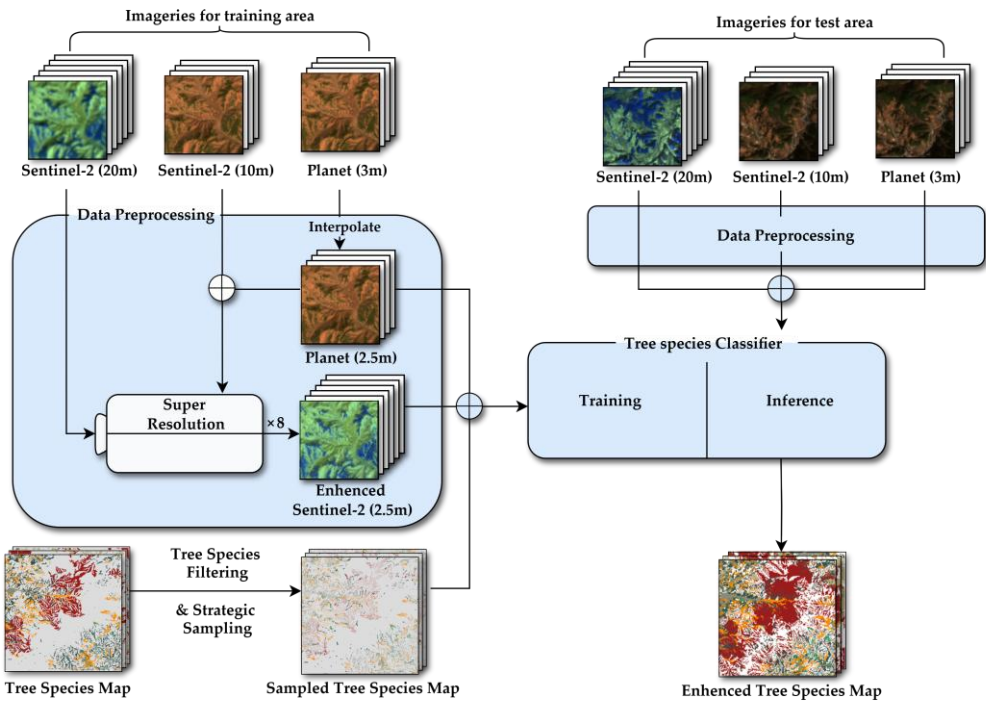 Imageries for training area
Imageries for test area
Sentinel-2 (20m)
Sentinel-2 (10m)
Planet (3m)
Sentinel-2 (20m)
Sentinel-2 (10m)
Planet (3m)
Data Preprocessing
Interpolate
Data Preprocessing
Planet (2.5m)
Tree species Classifier
Super
Resolution
×8
Training
Inference
Enhenced
Sentinel-2 (2.5m)
Tree Species
Filtering
& Strategic
Sampling
Tree Species Map
Sampled Tree Species Map
Enhenced Tree Species Map